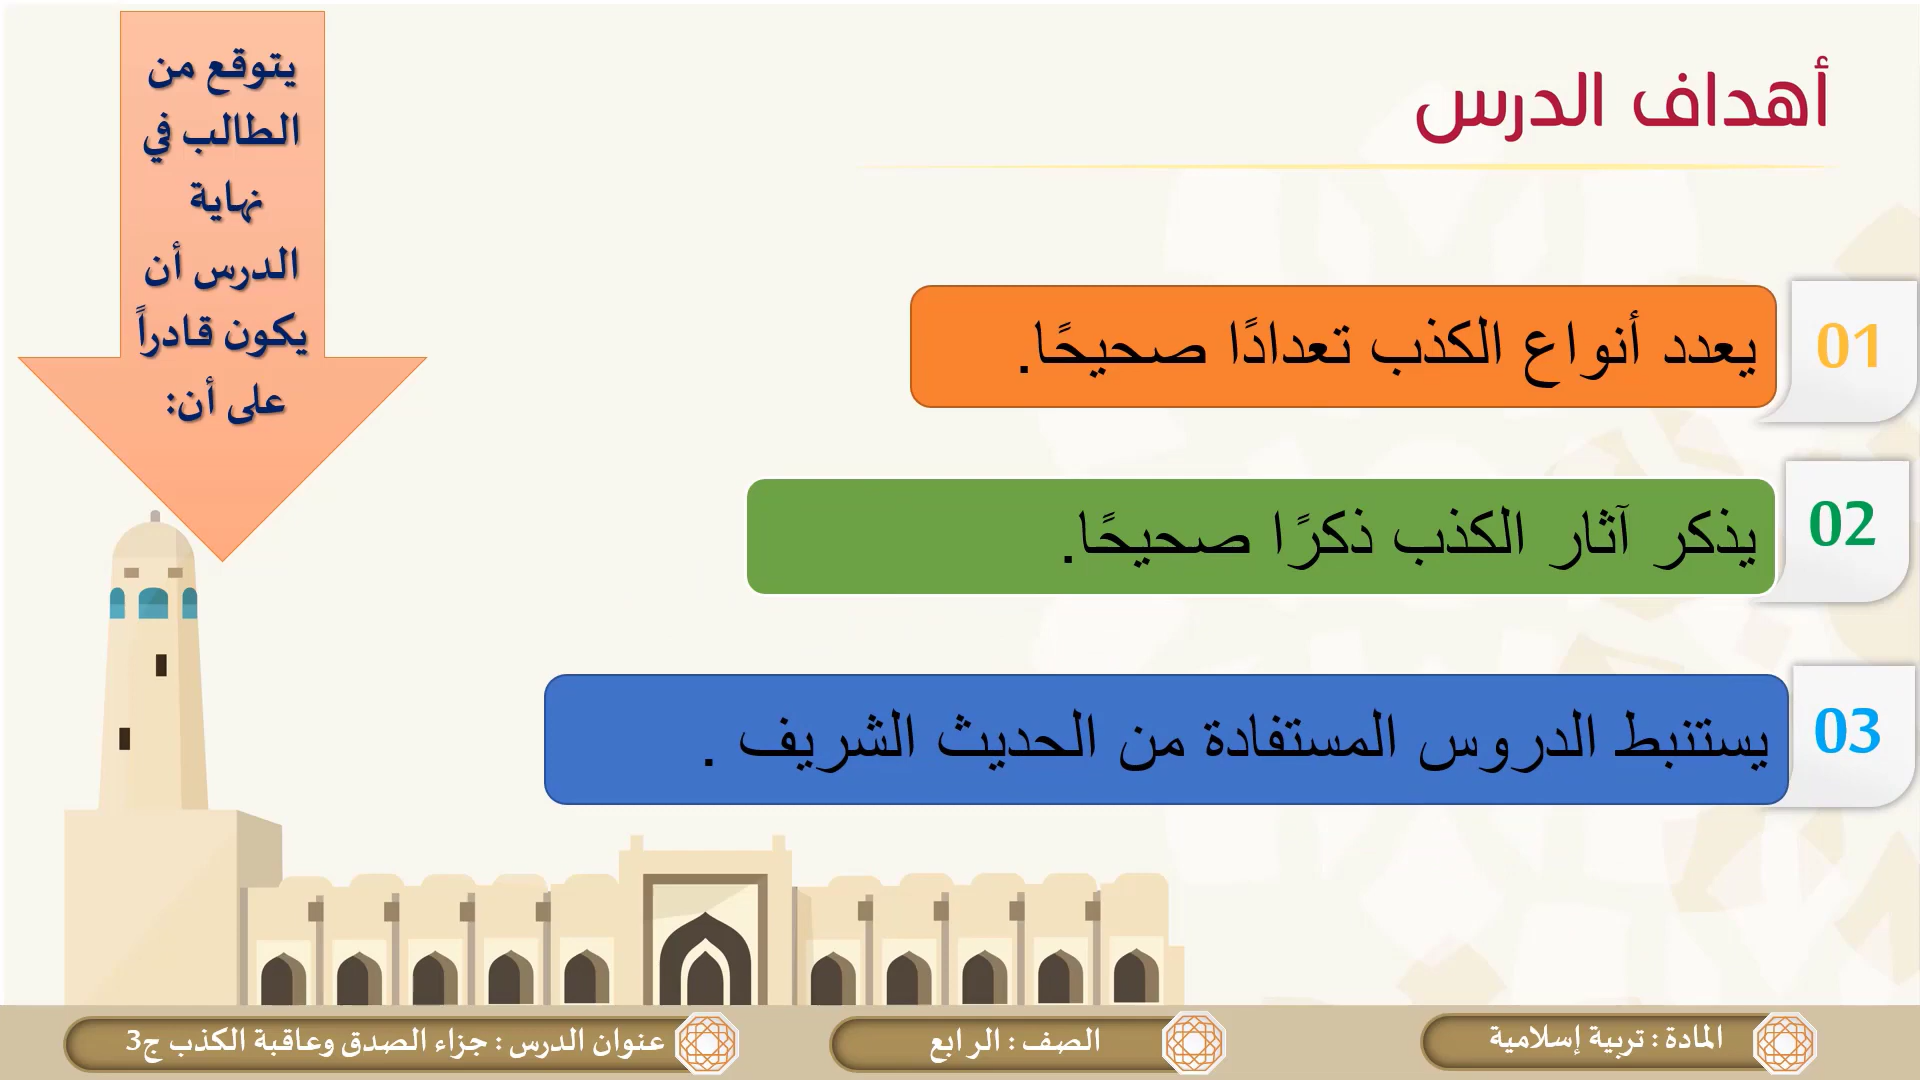 أهداف الدرس
يتوقع من
الطالب في
نهاية
الدرس أن
يكون قادراً
على أن:
01
يعدد أنواع الكذب تعدادًا صحيحًا.
02
يذكر آثار الكذب ذكرًا صحيحًا.
03
يستنبط الدروس المستفادة من الحديث الشريف .
المادة : تربية إسلامية
الصف : الرابع
عنوان الدرس : جزاء الصدق وعاقبة الكذب ج3